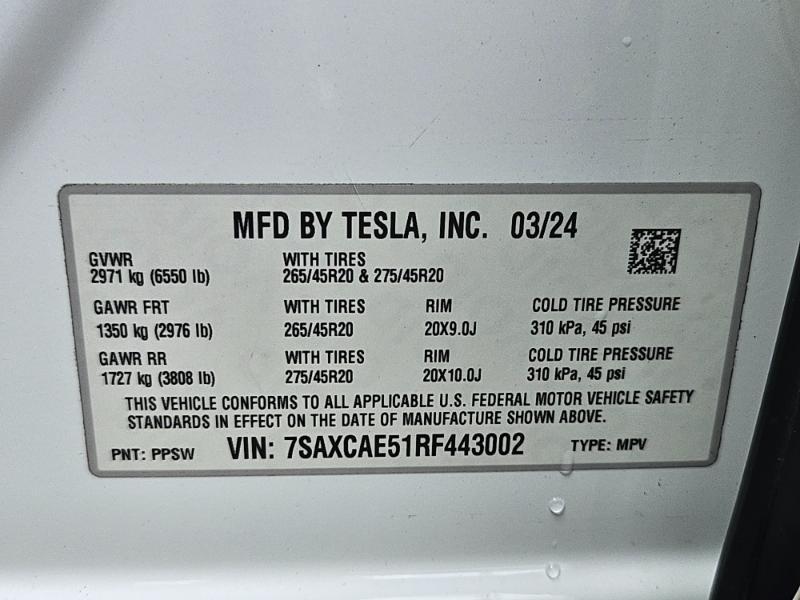 MFD BY TESLA, INC. 03/24
GVWR WITH TIRES
2971 kg (6550 lb) 265/45R20 & 275/45R20
GAWR FRT WITH TIRES RIM COLD TIRE PRESSURE
1350 kg (2976 lb) 265/45R20 20X9.0J 310 kPa, 45 psi
GAWR RR WITH TIRES RIM COLD TIRE PRESSURE
1727 kg (3808 lb) 275/45R20 20X10.0J 310 kPa, 45 psi
THIS VEHICLE CONFORMS TO ALL APPLICABLE U.S. FEDERAL MOTOR VEHICLE SAFETY
STANDARDS IN EFFECT ON THE DATE OF MANUFACTURE ABOVE.
PNT: PPSW VIN: 7SAXCAE51RF443002 TYPE: MPV